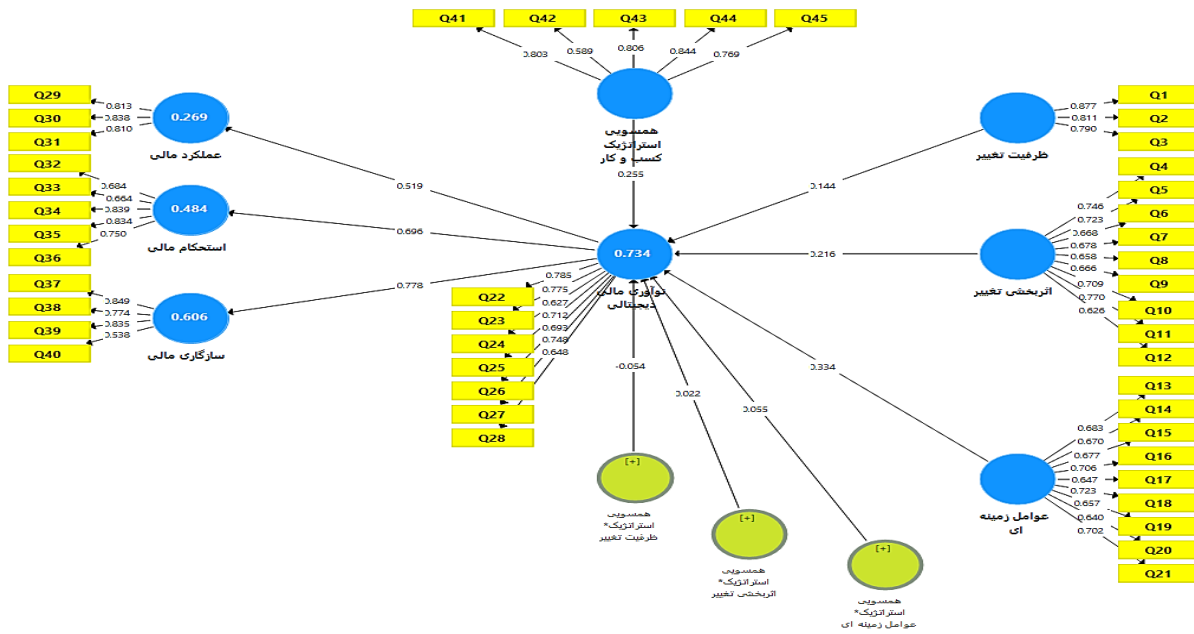 Q41
Q42
Q43
Q44
Q45
0.803
0.589
0.806
0.844
0.769
همسویی
استراتژیک
کسب و کار
0.255
Q29
Q30
Q31
0.813
0.838
0.810
0.269
عملکرد مالی
0.519
Q32
Q33
Q34
Q35
Q36
0.684
0.664
0.839
0.834
0.750
0.484
استحکام مالی
0.696
Q37
Q38
Q39
Q40
0.849
0.774
0.835
0.538
0.606
سازگاری مالی
0.778
0.734
نوآوری مالی
دیجیتالی
Q22
Q23
Q24
Q25
Q26
Q27
Q28
0.785
0.775
0.627
0.712
0.693
0.748
0.648
Q1
Q2
Q3
0.877
0.811
0.790
ظرفیت تغییر
0.144
Q4
Q5
Q6
Q7
Q8
Q9
Q10
Q11
Q12
0.746
0.723
0.668
0.678
0.658
0.666
0.709
0.770
0.626
اثربخشی تغییر
0.216
Q13
Q14
Q15
Q16
Q17
Q18
Q19
Q20
Q21
0.683
0.670
0.677
0.706
0.647
0.723
0.657
0.640
0.702
عوامل زمینه
ای
0.334
-0.054
0.022
0.055
[+]
همسویی
استراتژیک*
ظرفیت تغییر
[+]
همسویی
استراتژیک*
اثربخشی تغییر
[+]
همسویی
استراتژیک*
عوامل زمینه ای